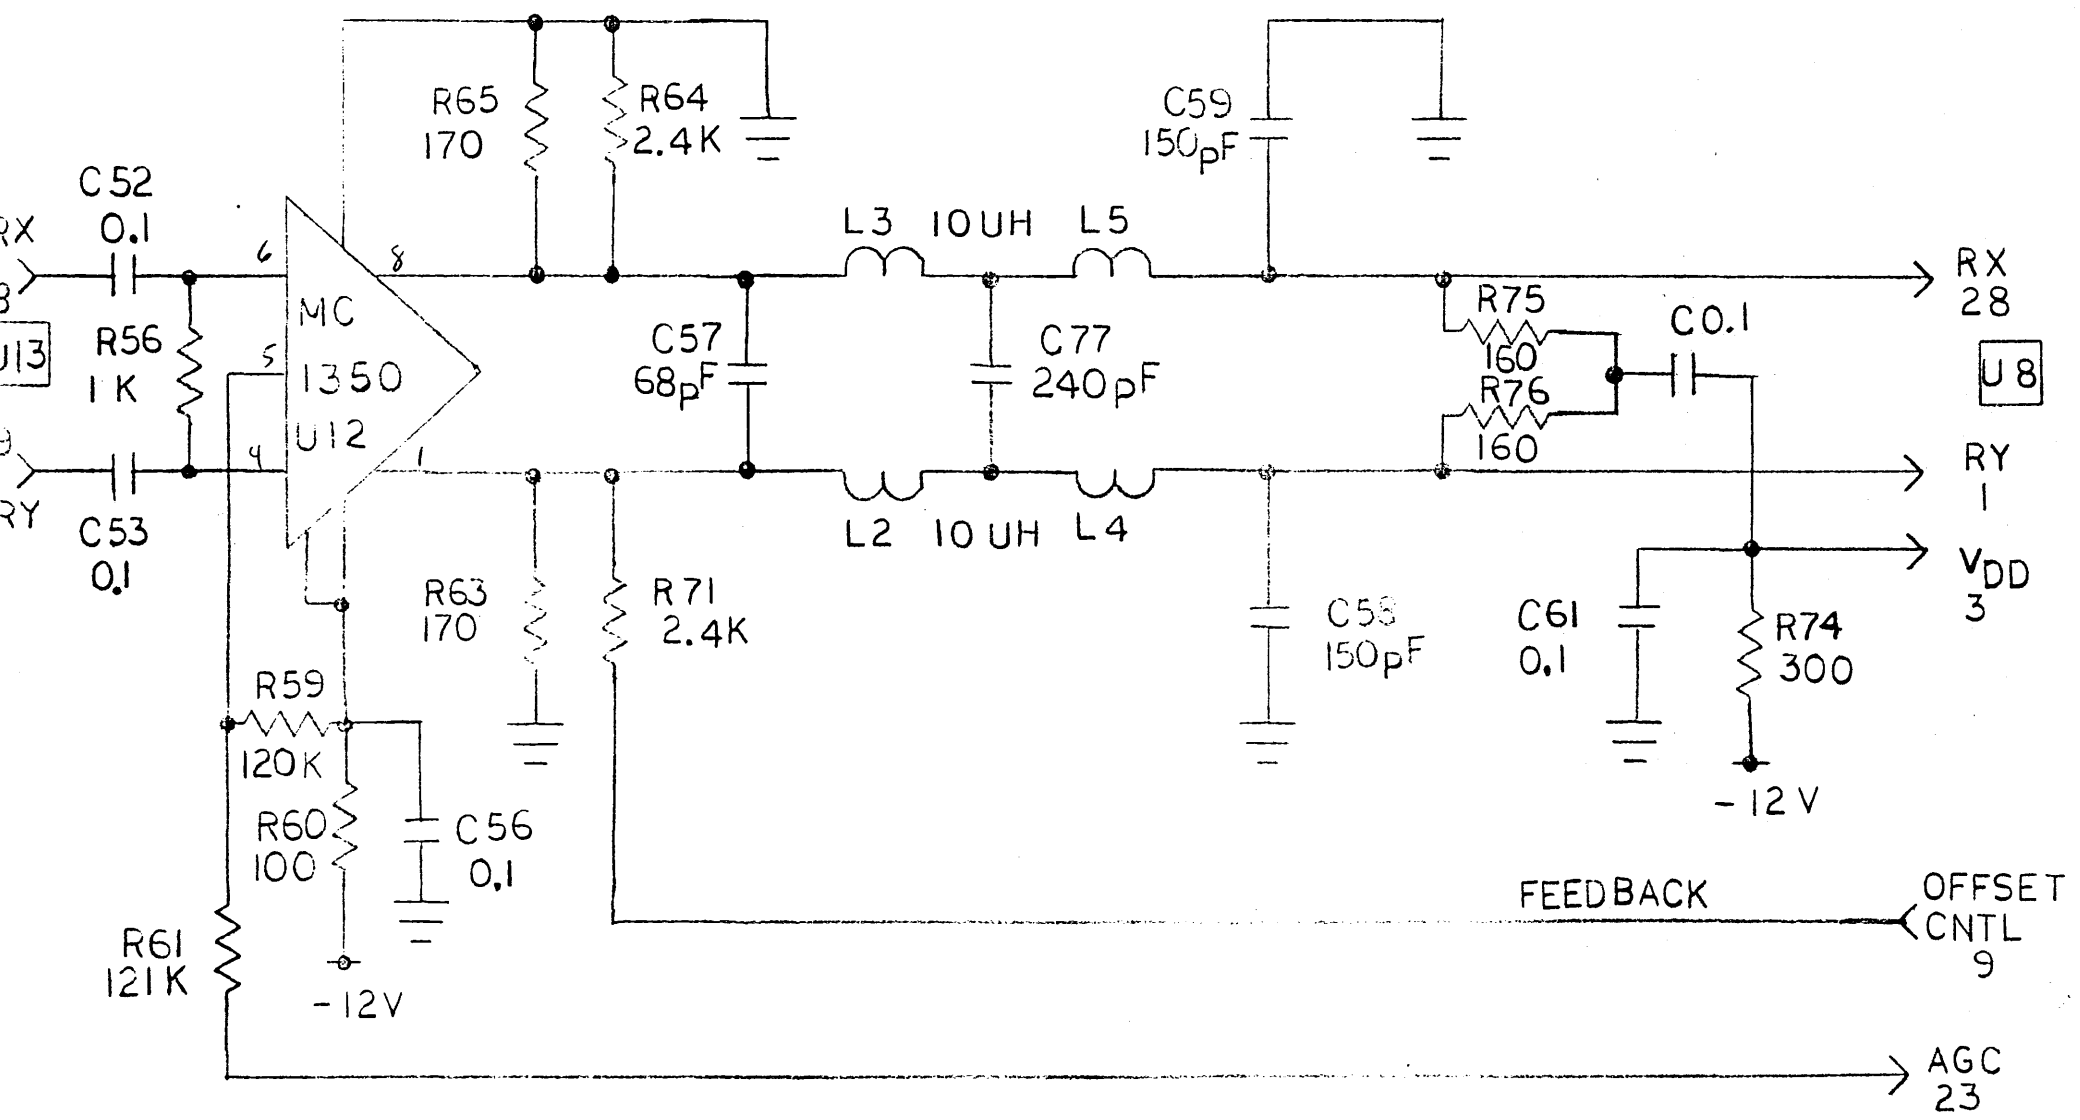 R65
170
R64
2.4K
C59
150pF
C52
0.1
RX
L3 10UH L5
6
8
MC
1350
U12
5
4
1
R56
1K
U13
C57
68pF
C77
240pF
R75
160
R76
160
C0.1
RX
28
U8
RY
1
VDD
3
RY
C53
0.1
L2 10UH L4
R63
170
R71
2.4K
C58
150pF
C61
0.1
R74
300
-12V
R59
120K
R60
100
C56
0.1
R61
121K
-12V
FEEDBACK
OFFSET
CNTL
9
AGC
23